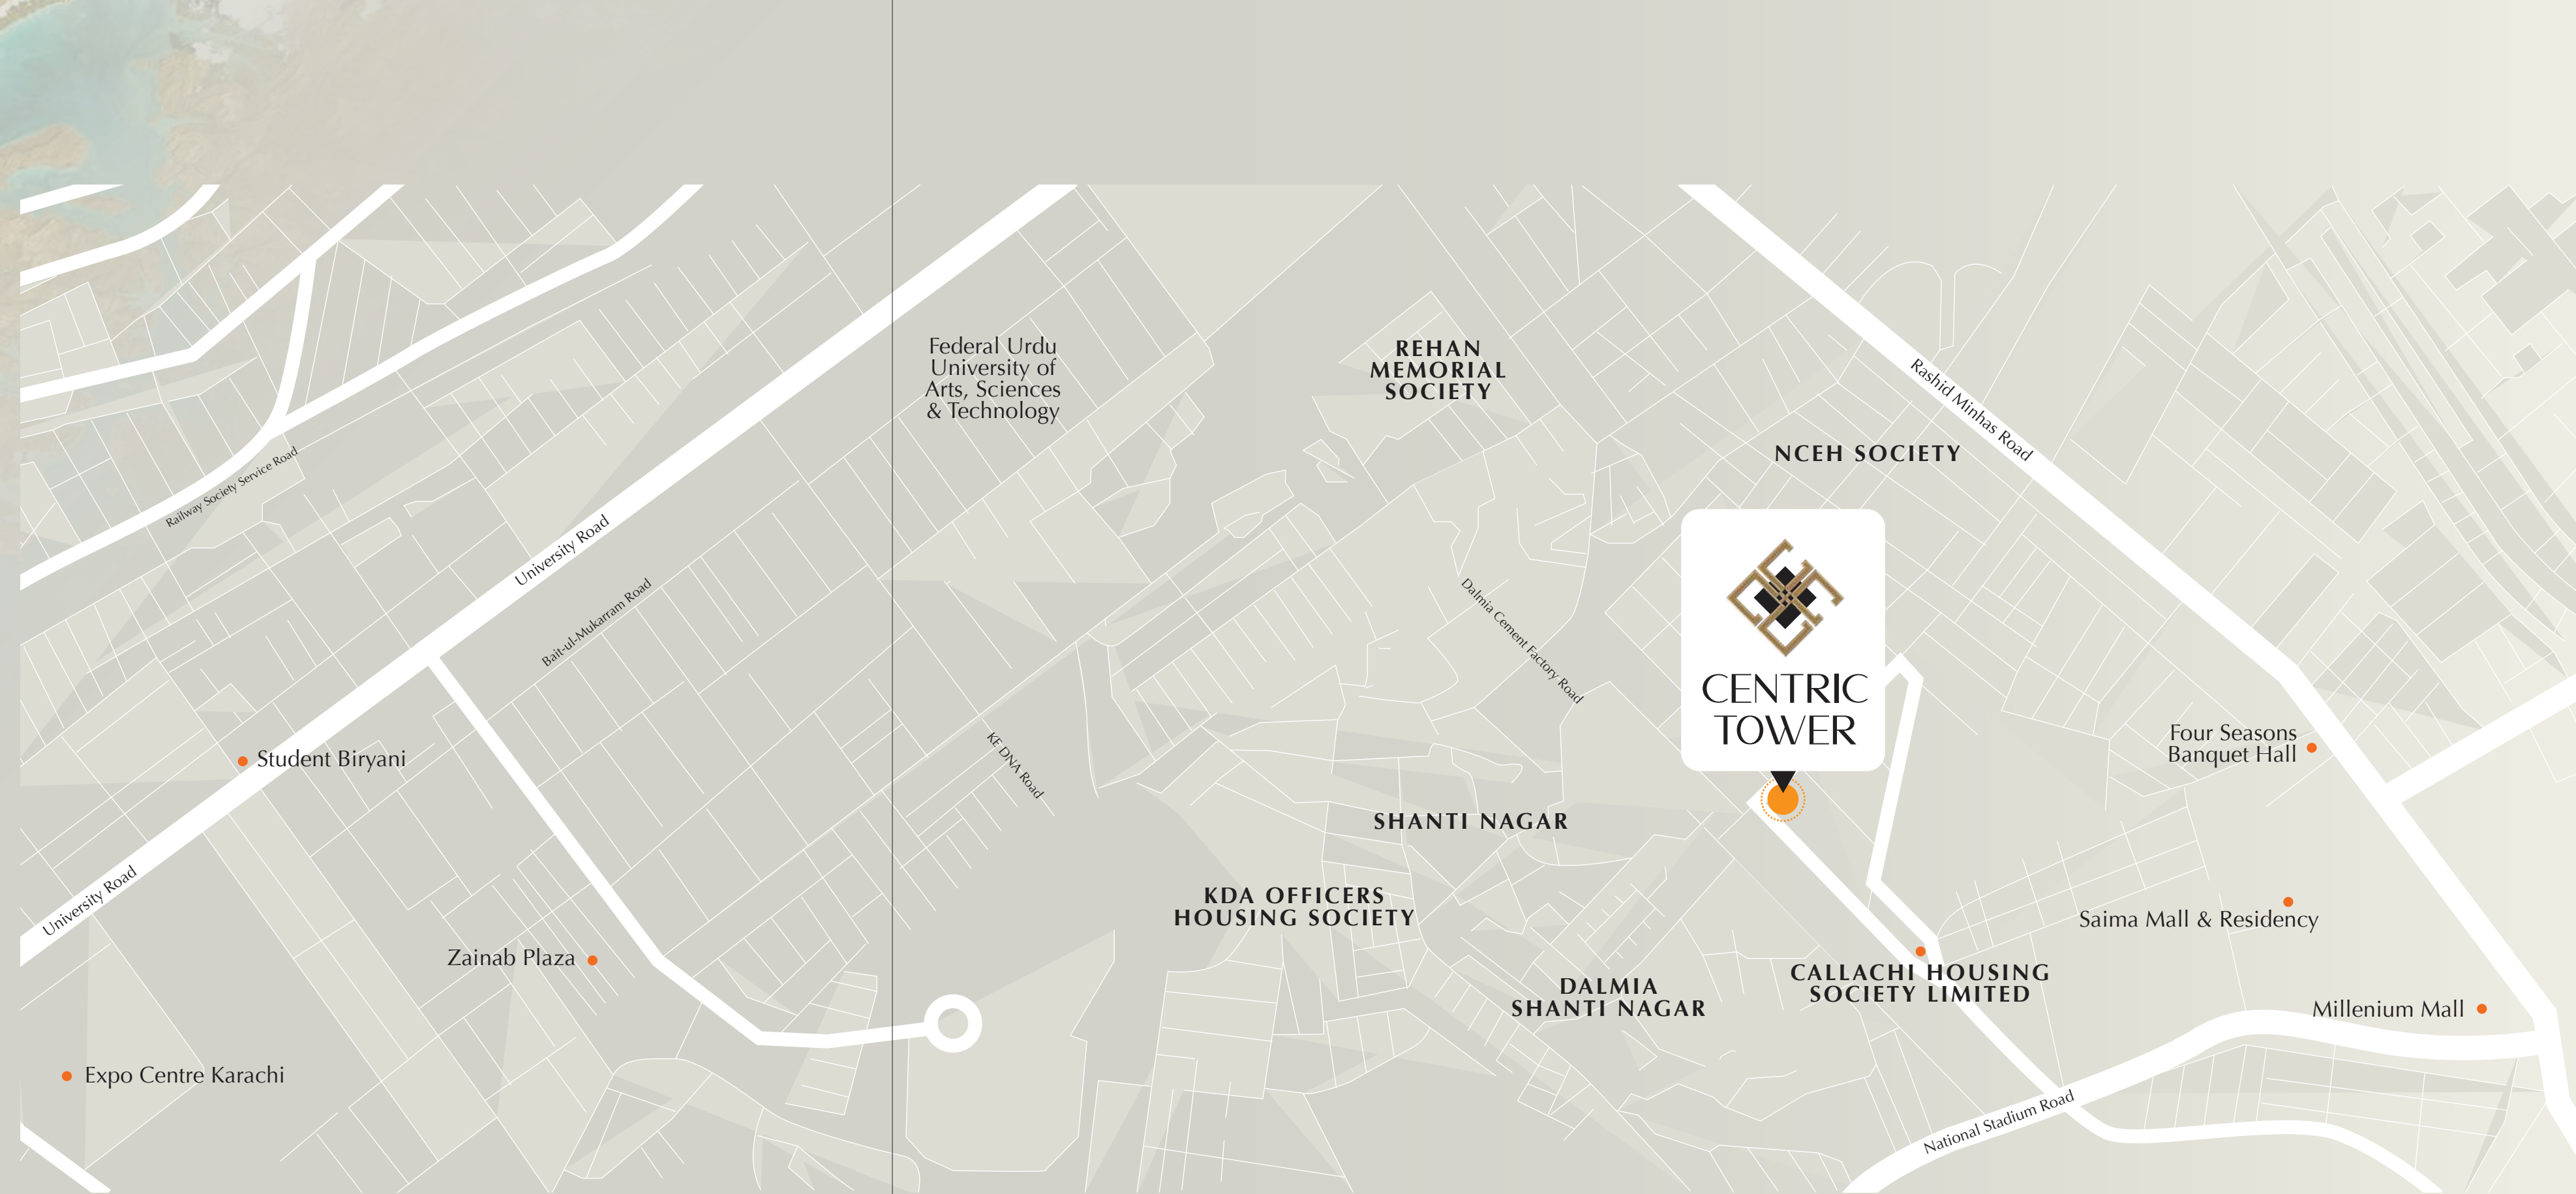 Federal Urdu
University of
Arts, Sciences
& Technology
REHAN
MEMORIAL
SOCIETY
Rashid Minhas Road
NCEH SOCIETY
Railway Society Service Road
University Road
Bait-ul-Mukarram Road
Dalmia Cement Factory Road
CENTRIC
TOWER
KE DNA Road
Student Biryani
Four Seasons
Banquet Hall
SHANTI NAGAR
University Road
KDA OFFICERS
HOUSING SOCIETY
Saima Mall & Residency
Zainab Plaza
CALLACHI HOUSING
SOCIETY LIMITED
DALMIA
SHANTI NAGAR
Millenium Mall
Expo Centre Karachi
National Stadium Road